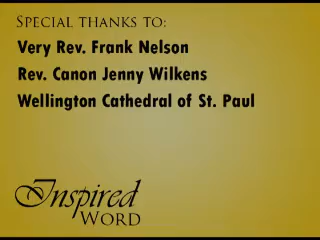 Special thanks to:
Very Rev. Frank Nelson
Rev. Canon Jenny Wilkens
Wellington Cathedral of St. Paul
Inspired
Word